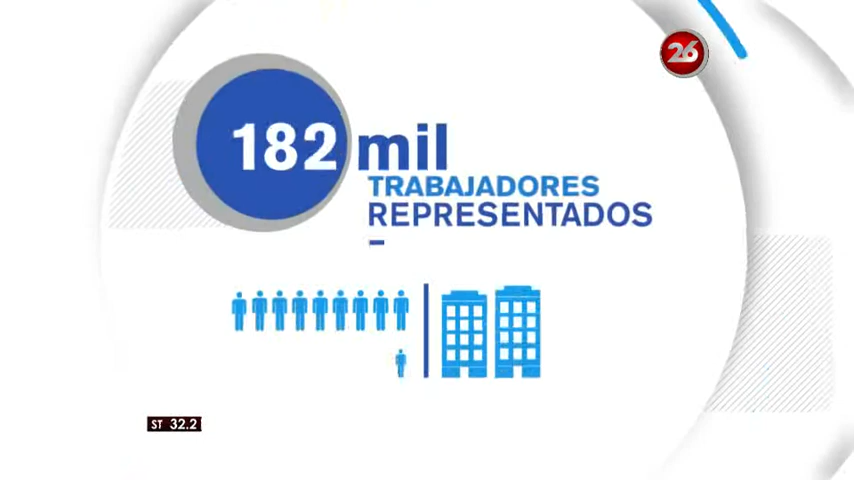 26
182 mil
TRABAJADORES
REPRESENTADOS
ST 32.2